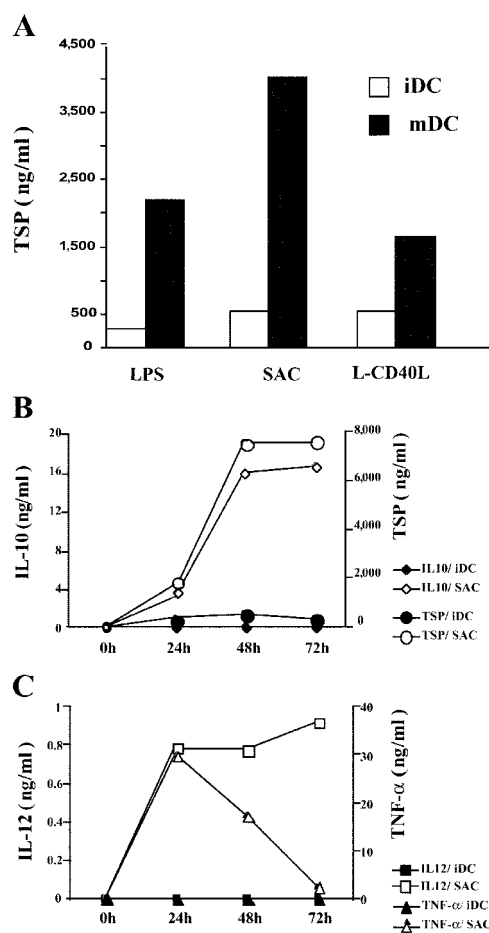 A
4,500
3,500
2,500
1,500
500
0
TSP ( ng/ml )
iDC
mDC
LPS SAC L-CD40L
B
20
16
12
8
4
0
IL-10 (ng/ml)
8,000
6,000
4,000
2,000
0
TSP( ng/ml )
0h 24h 48h 72h
IL10/ iDC
IL10/ SAC
TSP/ iDC
TSP/ SAC
C
1
0.8
0.6
0.4
0.2
0
IL-12 (ng/ml)
40
30
20
10
0
TNF-α (ng/ml)
0h 24h 48h 72h
IL12/ iDC
IL12/ SAC
TNF-α/ iDC
TNF-α/ SAC